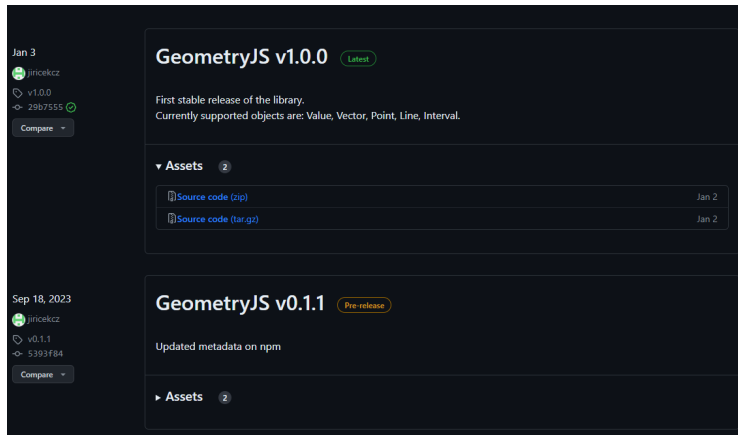 Jan 3
jiricekcz
v1.0.0
29b7555
Compare
GeometryJS v1.0.0 Latest
First stable release of the library.
Currently supported objects are: Value, Vector, Point, Line, Interval.
Assets 2
Source code (zip) Jan 2
Source code (tar.gz) Jan 2
Sep 18, 2023
jiricekcz
v0.1.1
5393f84
Compare
GeometryJS v0.1.1 Pre-release
Updated metadata on npm
Assets 2